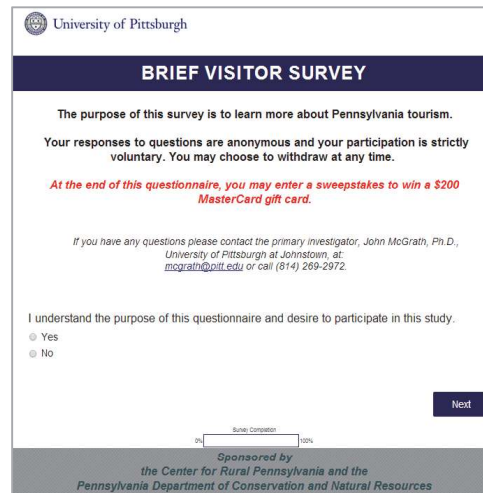 University of Pittsburgh
BRIEF VISITOR SURVEY
The purpose of this survey is to learn more about Pennsylvania tourism.
Your responses to questions are anonymous and your participation is strictly
voluntary. You may choose to withdraw at any time.
At the end of this questionnaire, you may enter a sweepstakes to win a $200
MasterCard gift card.
If you have any questions please contact the primary investigator, John McGrath, Ph.D.,
University of Pittsburgh at Johnstown, at:
mcgrath@pitt.edu or call (814) 269-2972.
I understand the purpose of this questionnaire and desire to participate in this study.
Yes
No
Next
Survey Completion
0% 100%
Sponsored by
the Center for Rural Pennsylvania and the
Pennsylvania Department of Conservation and Natural Resources